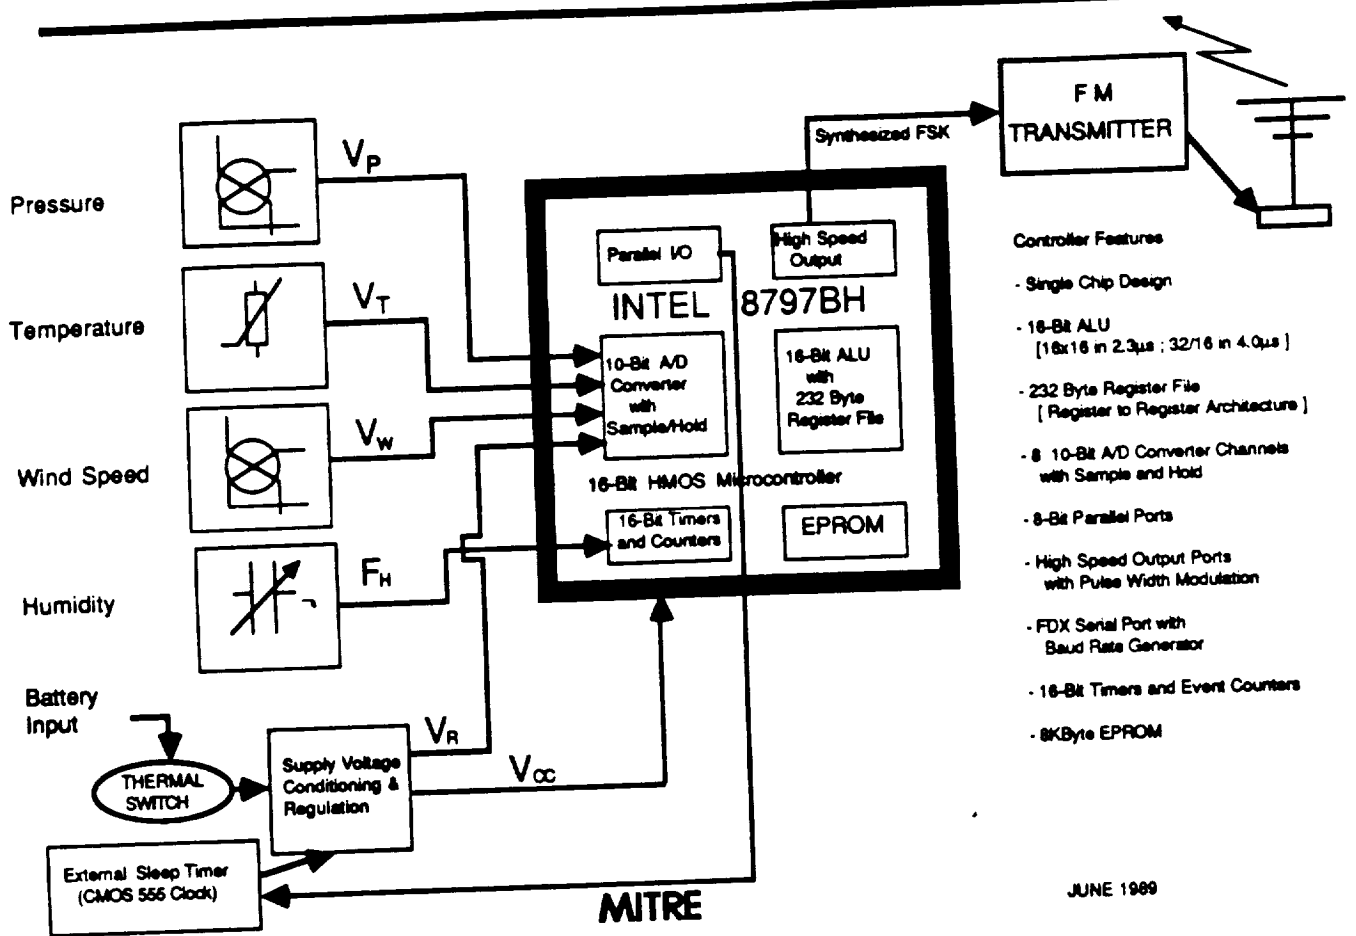 Pressure
V_P
Temperature
V_T
Wind Speed
V_W
Humidity
F_H
Battery
Input
THERMAL
SWITCH
Supply Voltage
Conditioning &
Regulation
V_R
V_CC
External Sleep Timer
(CMOS 555 Clock)
Parallel I/O
High Speed
Output
INTEL 8797BH
10-Bit A/D
Converter
with
Sample/Hold
16-Bit ALU
with
232 Byte
Register File
16-Bit HMOS Microcontroller
16-Bit Timers
and Counters
EPROM
Synthesized FSK
FM
TRANSMITTER
Controller Features
- Single Chip Design
- 16-Bit ALU
[16x16 in 2.3µs ; 32/16 in 4.0µs ]
- 232 Byte Register File
[ Register to Register Architecture ]
- 8 10-Bit A/D Converter Channels
with Sample and Hold
- 8-Bit Parallel Ports
- High Speed Output Ports
with Pulse Width Modulation
- FDX Serial Port with
Baud Rate Generator
- 16-Bit Timers and Event Counters
- 8KByte EPROM
MITRE
JUNE 1989